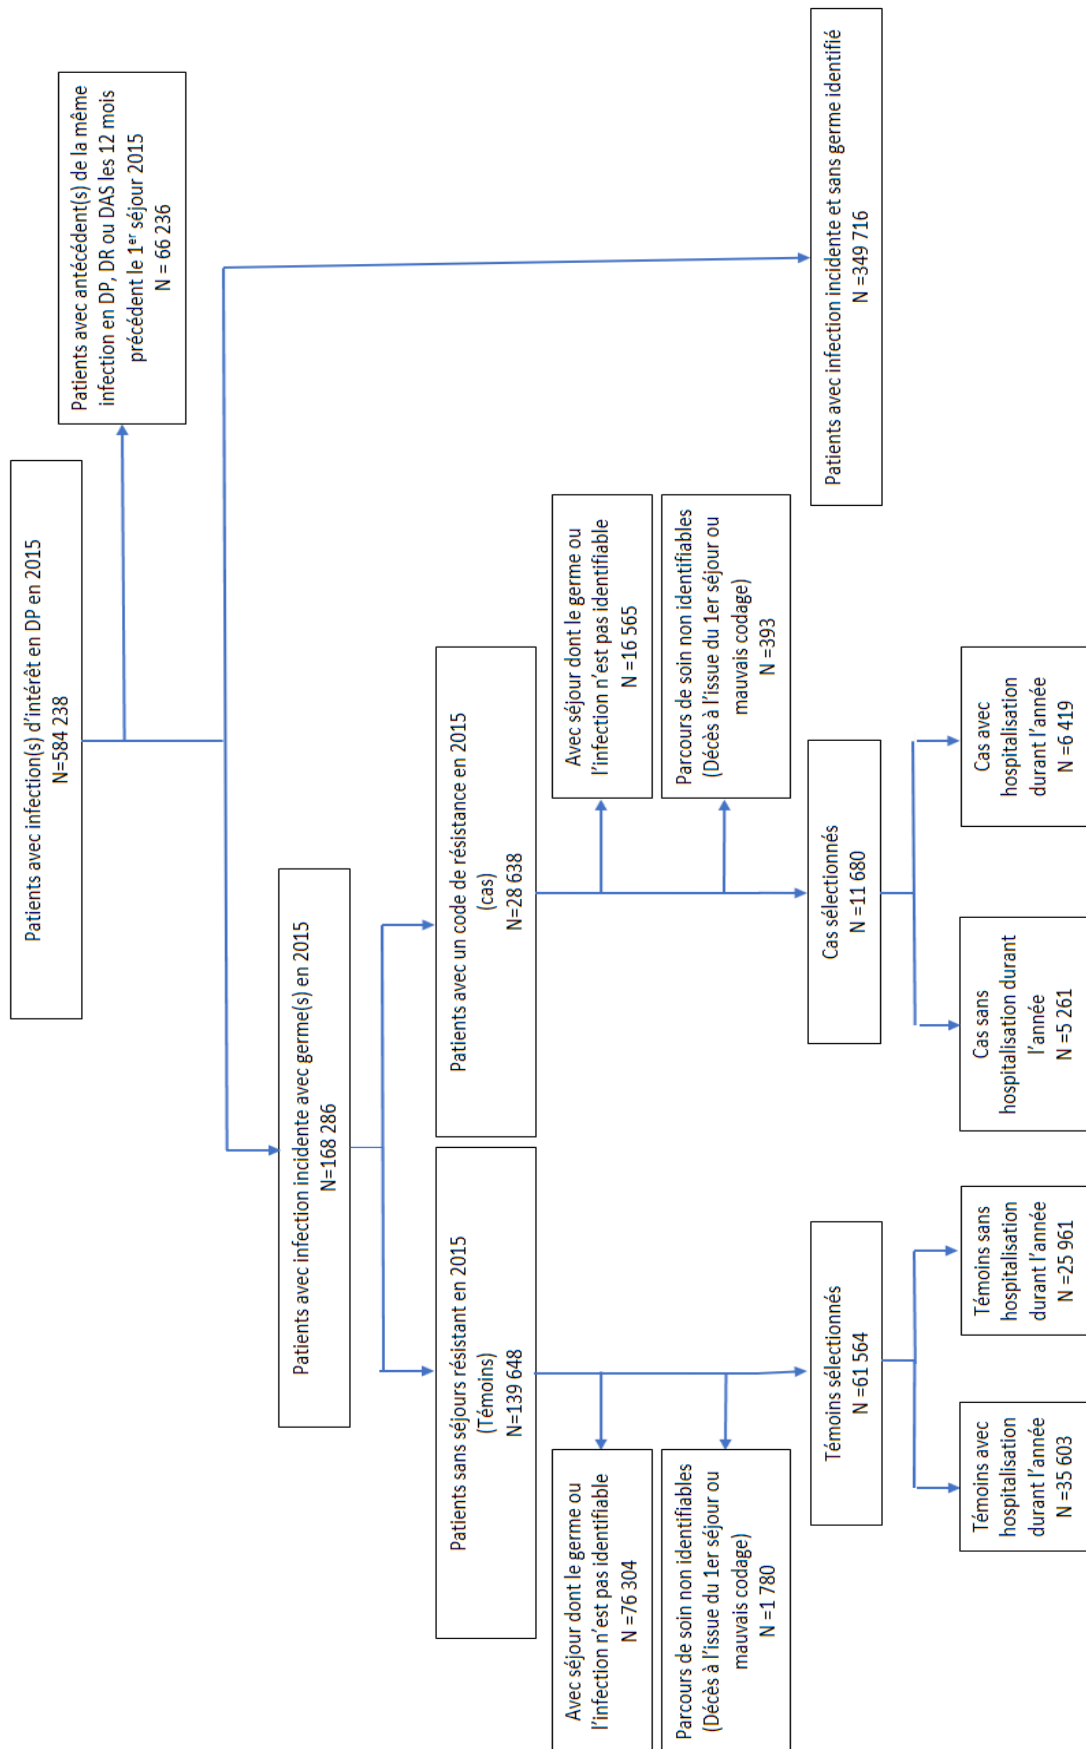 Patients avec infection(s) d'intérêt en DP en 2015
N=584 238
Patients avec antécédent(s) de la même
infection en DP, DR ou DAS les 12 mois
précédent le 1er séjour 2015
N = 66 236
Patients avec infection incidente avec germe(s) en 2015
N=168 286
Patients avec infection incidente et sans germe identifié
N =349 716
Patients sans séjours résistant en 2015
(Témoins)
N=139 648
Patients avec un code de résistance en 2015
(cas)
N=28 638
Avec séjour dont le germe ou
l'infection n'est pas identifiable
N =76 304
Parcours de soin non identifiables
(Décès à l'issue du 1er séjour ou
mauvais codage)
N =1 780
Avec séjour dont le germe ou
l'infection n'est pas identifiable
N =16 565
Parcours de soin non identifiables
(Décès à l'issue du 1er séjour ou
mauvais codage)
N =393
Témoins sélectionnés
N =61 564
Cas sélectionnés
N =11 680
Témoins avec
hospitalisation
durant l'année
N =35 603
Témoins sans
hospitalisation
durant l'année
N =25 961
Cas sans
hospitalisation durant
l'année
N =5 261
Cas avec
hospitalisation
durant l'année
N =6 419